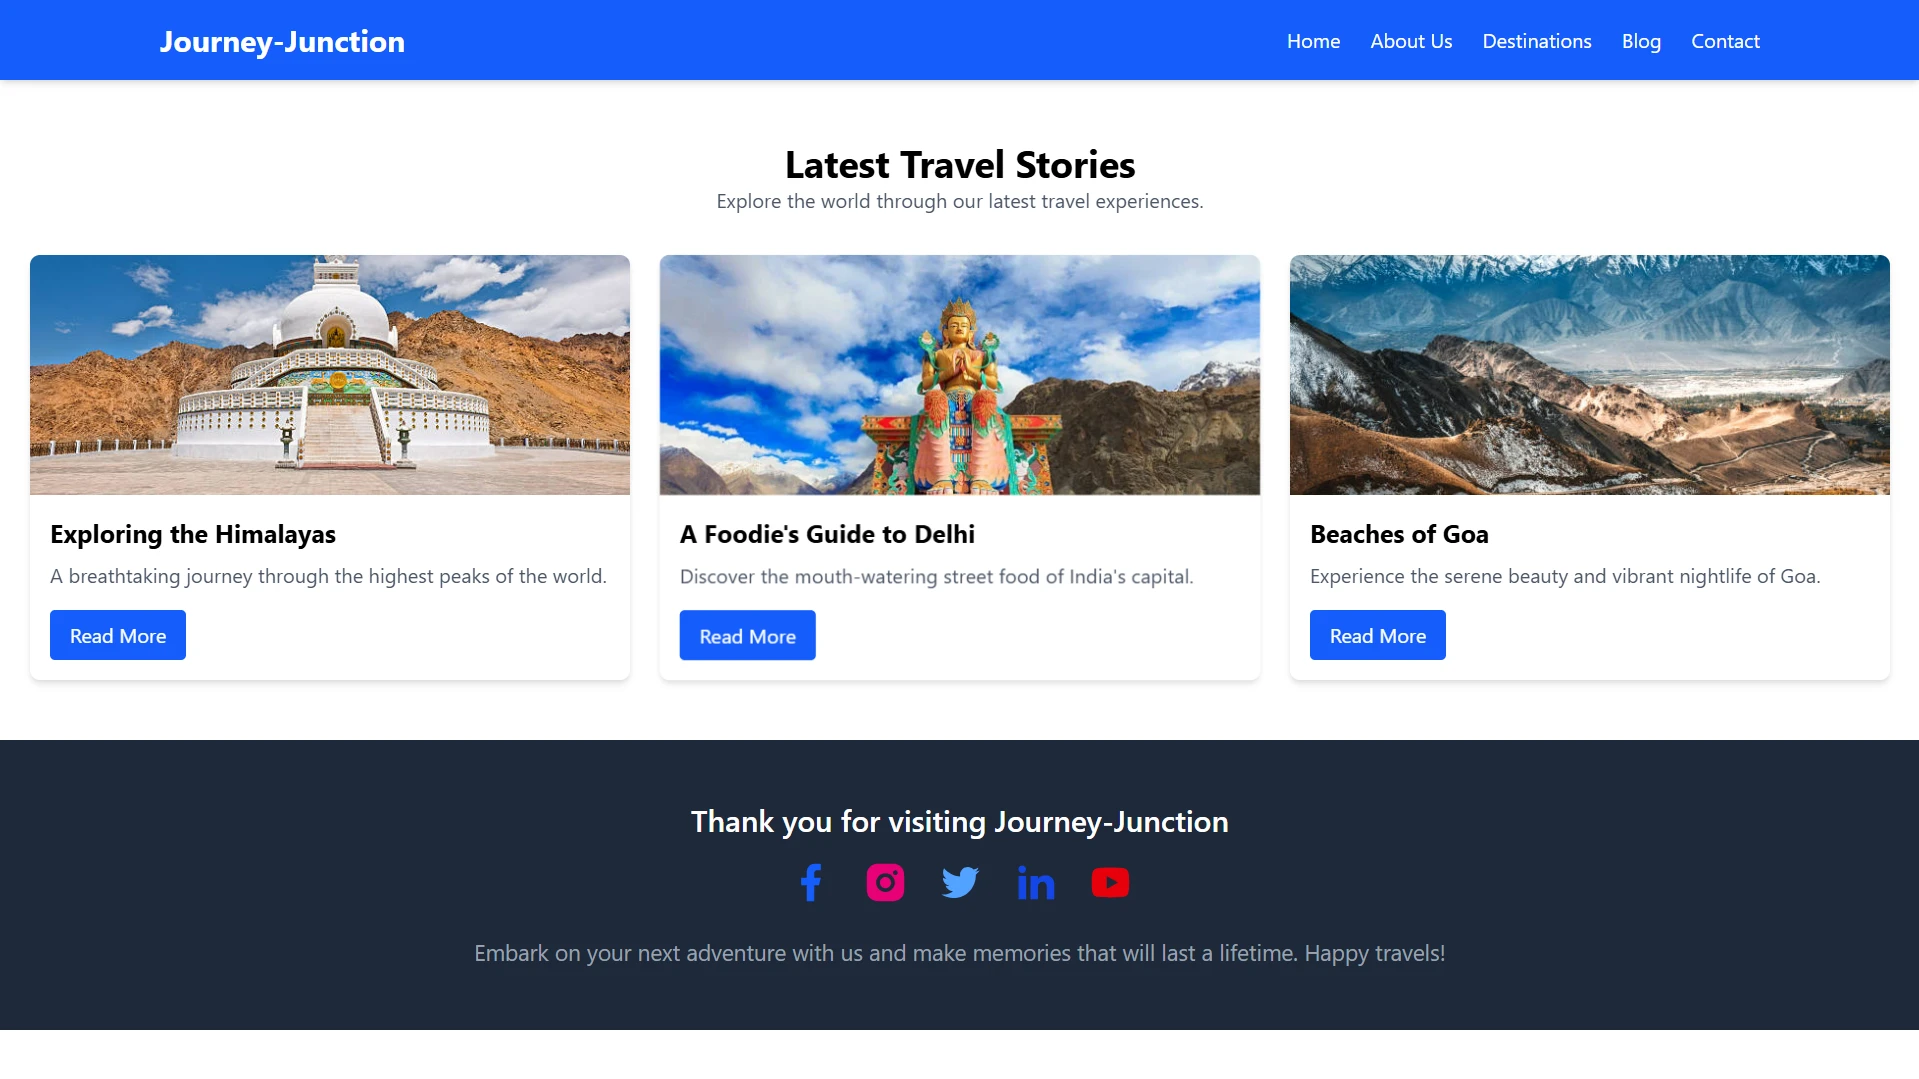 Journey-Junction
Home About Us Destinations Blog Contact
Latest Travel Stories
Explore the world through our latest travel experiences.
Exploring the Himalayas
A breathtaking journey through the highest peaks of the world.
Read More
A Foodie's Guide to Delhi
Discover the mouth-watering street food of India's capital.
Read More
Beaches of Goa
Experience the serene beauty and vibrant nightlife of Goa.
Read More
Thank you for visiting Journey-Junction
Embark on your next adventure with us and make memories that will last a lifetime. Happy travels!